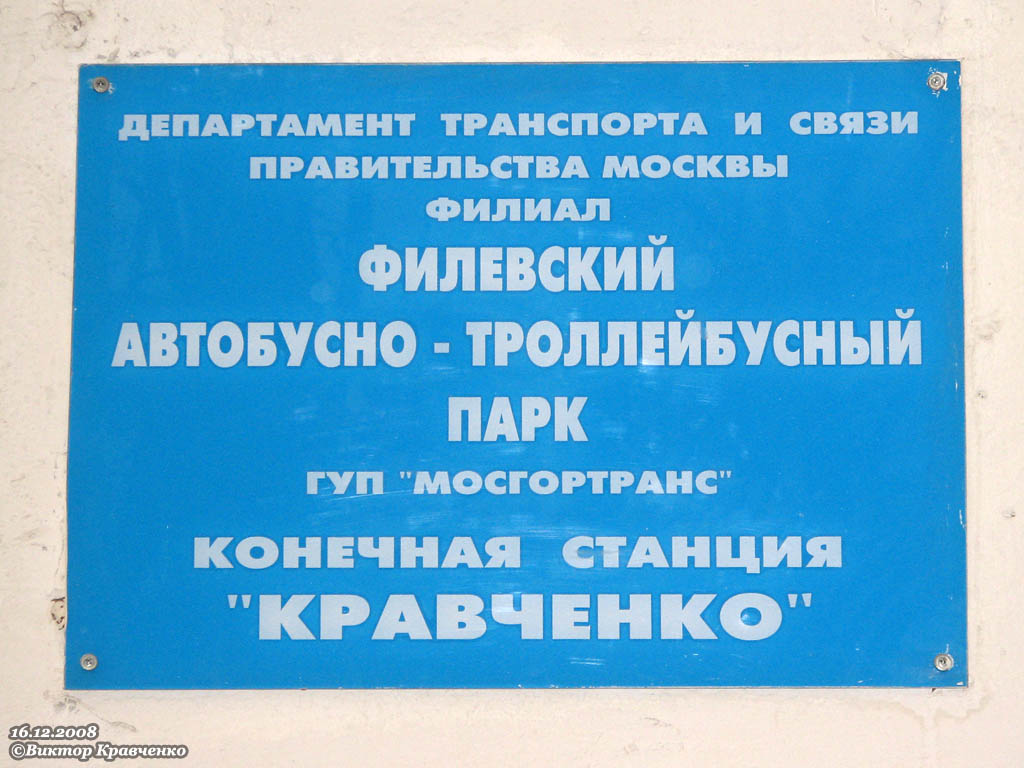 ДЕПАРТАМЕНТ ТРАНСПОРТА И СВЯЗИ
ПРАВИТЕЛЬСТВА МОСКВЫ
ФИЛИАЛ
ФИЛЕВСКИЙ
АВТОБУСНО - ТРОЛЛЕЙБУСНЫЙ
ПАРК
ГУП "МОСГОРТРАНС"
КОНЕЧНАЯ СТАНЦИЯ
"КРАВЧЕНКО"
16.12.2008
©Виктор Кравченко